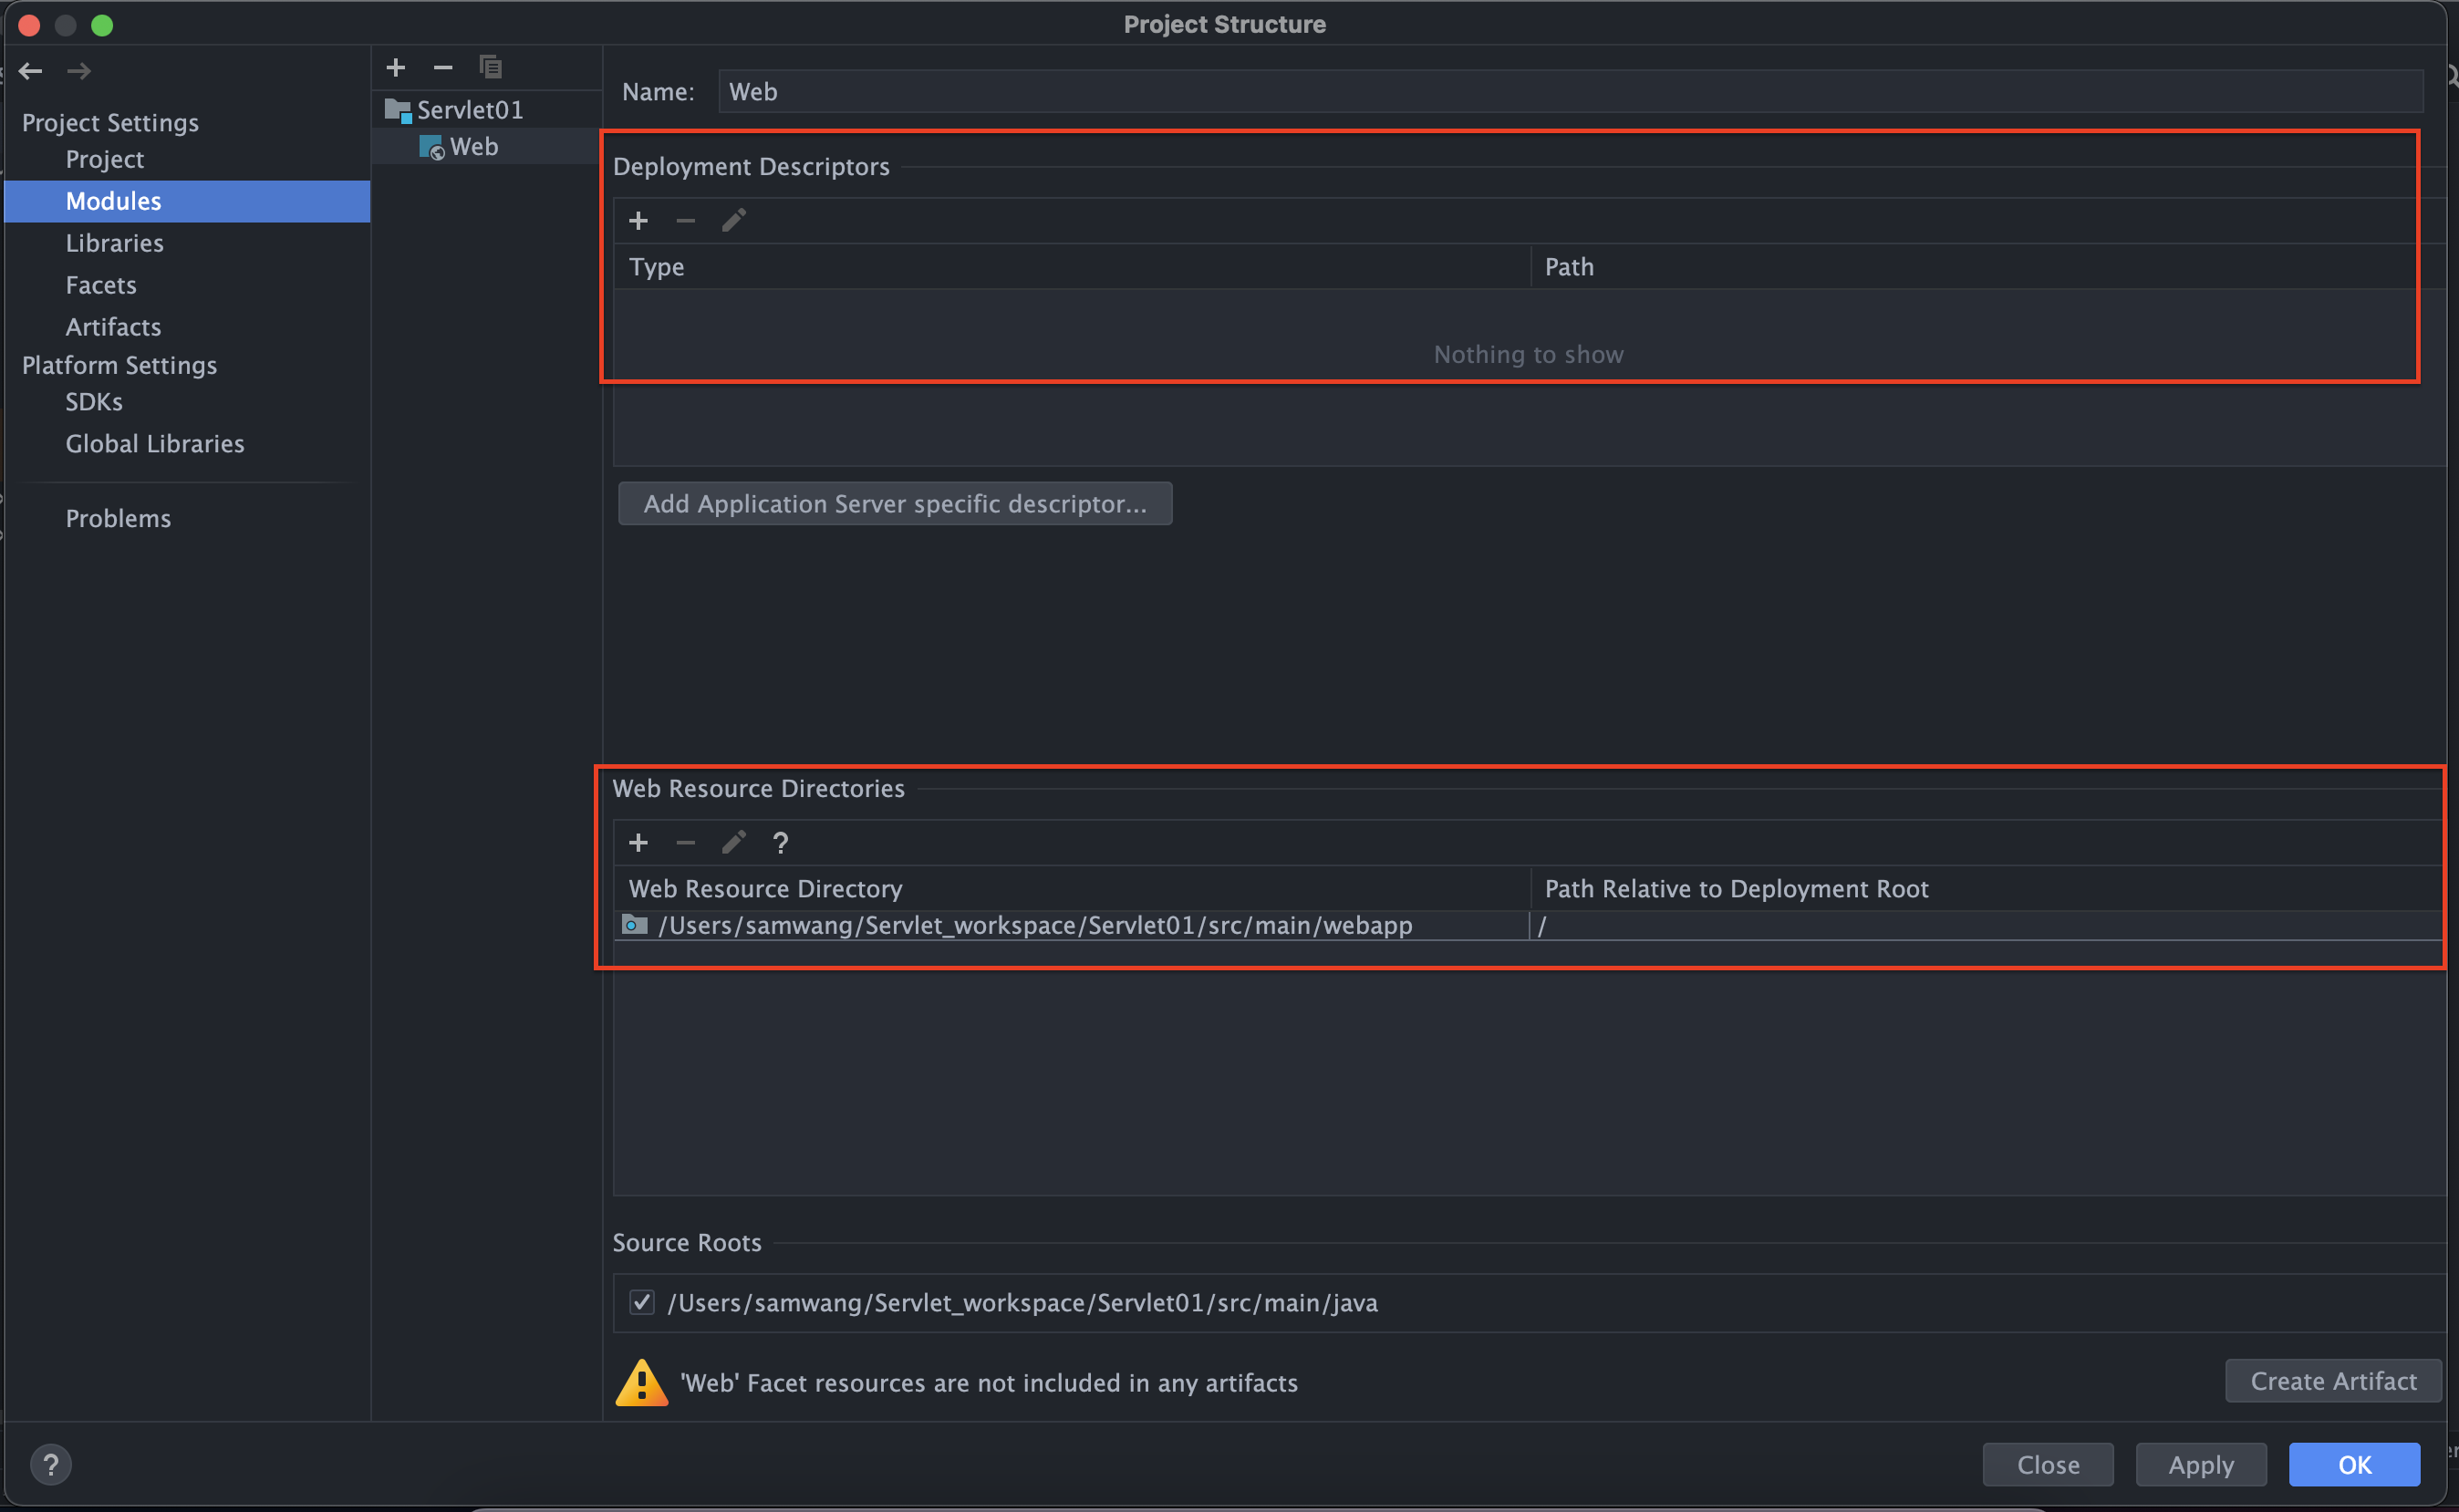 Project Structure
Project Settings
Project
Modules
Libraries
Facets
Artifacts
Platform Settings
SDKs
Global Libraries
Problems
Servlet01
Web
Name: Web
Deployment Descriptors
Type Path
Nothing to show
Add Application Server specific descriptor...
Web Resource Directories
?
Web Resource Directory Path Relative to Deployment Root
/Users/samwang/Servlet_workspace/Servlet01/src/main/webapp /
Source Roots
/Users/samwang/Servlet_workspace/Servlet01/src/main/java
'Web' Facet resources are not included in any artifacts Create Artifact
? Close Apply OK